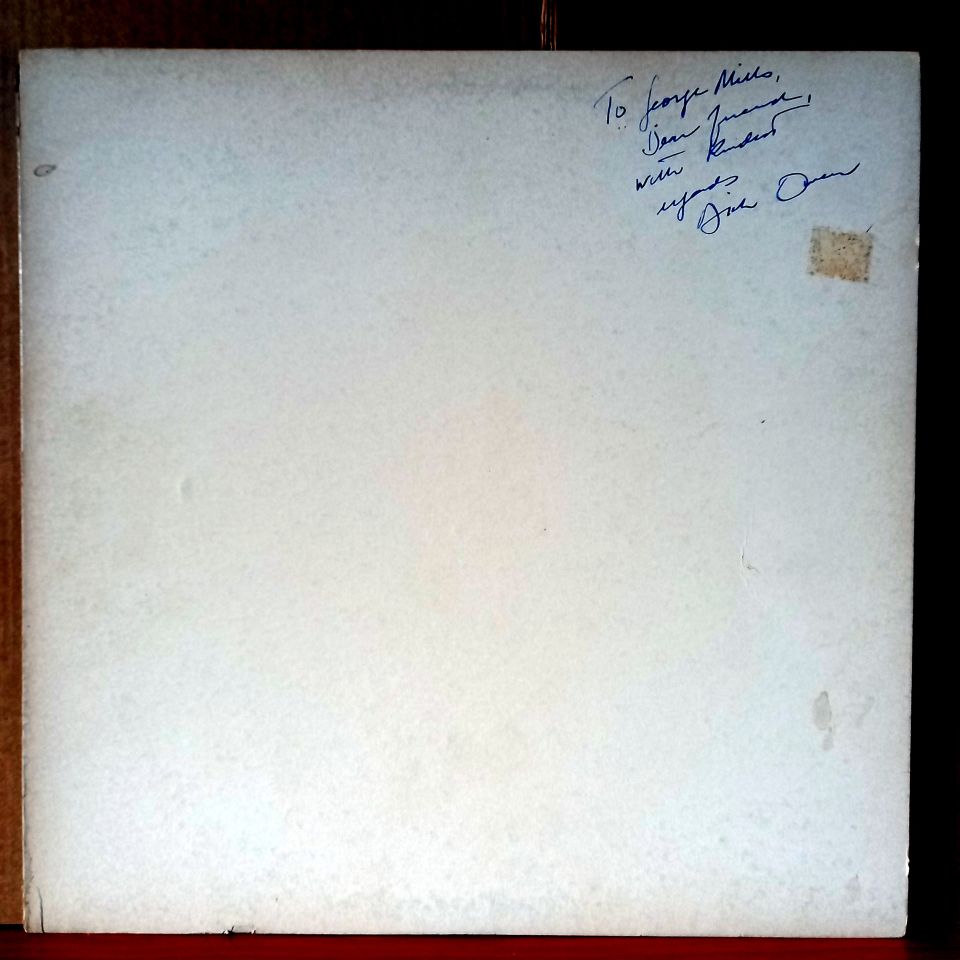 To George Mills,
Dear friend,
with kindest
regards
Dick Owen